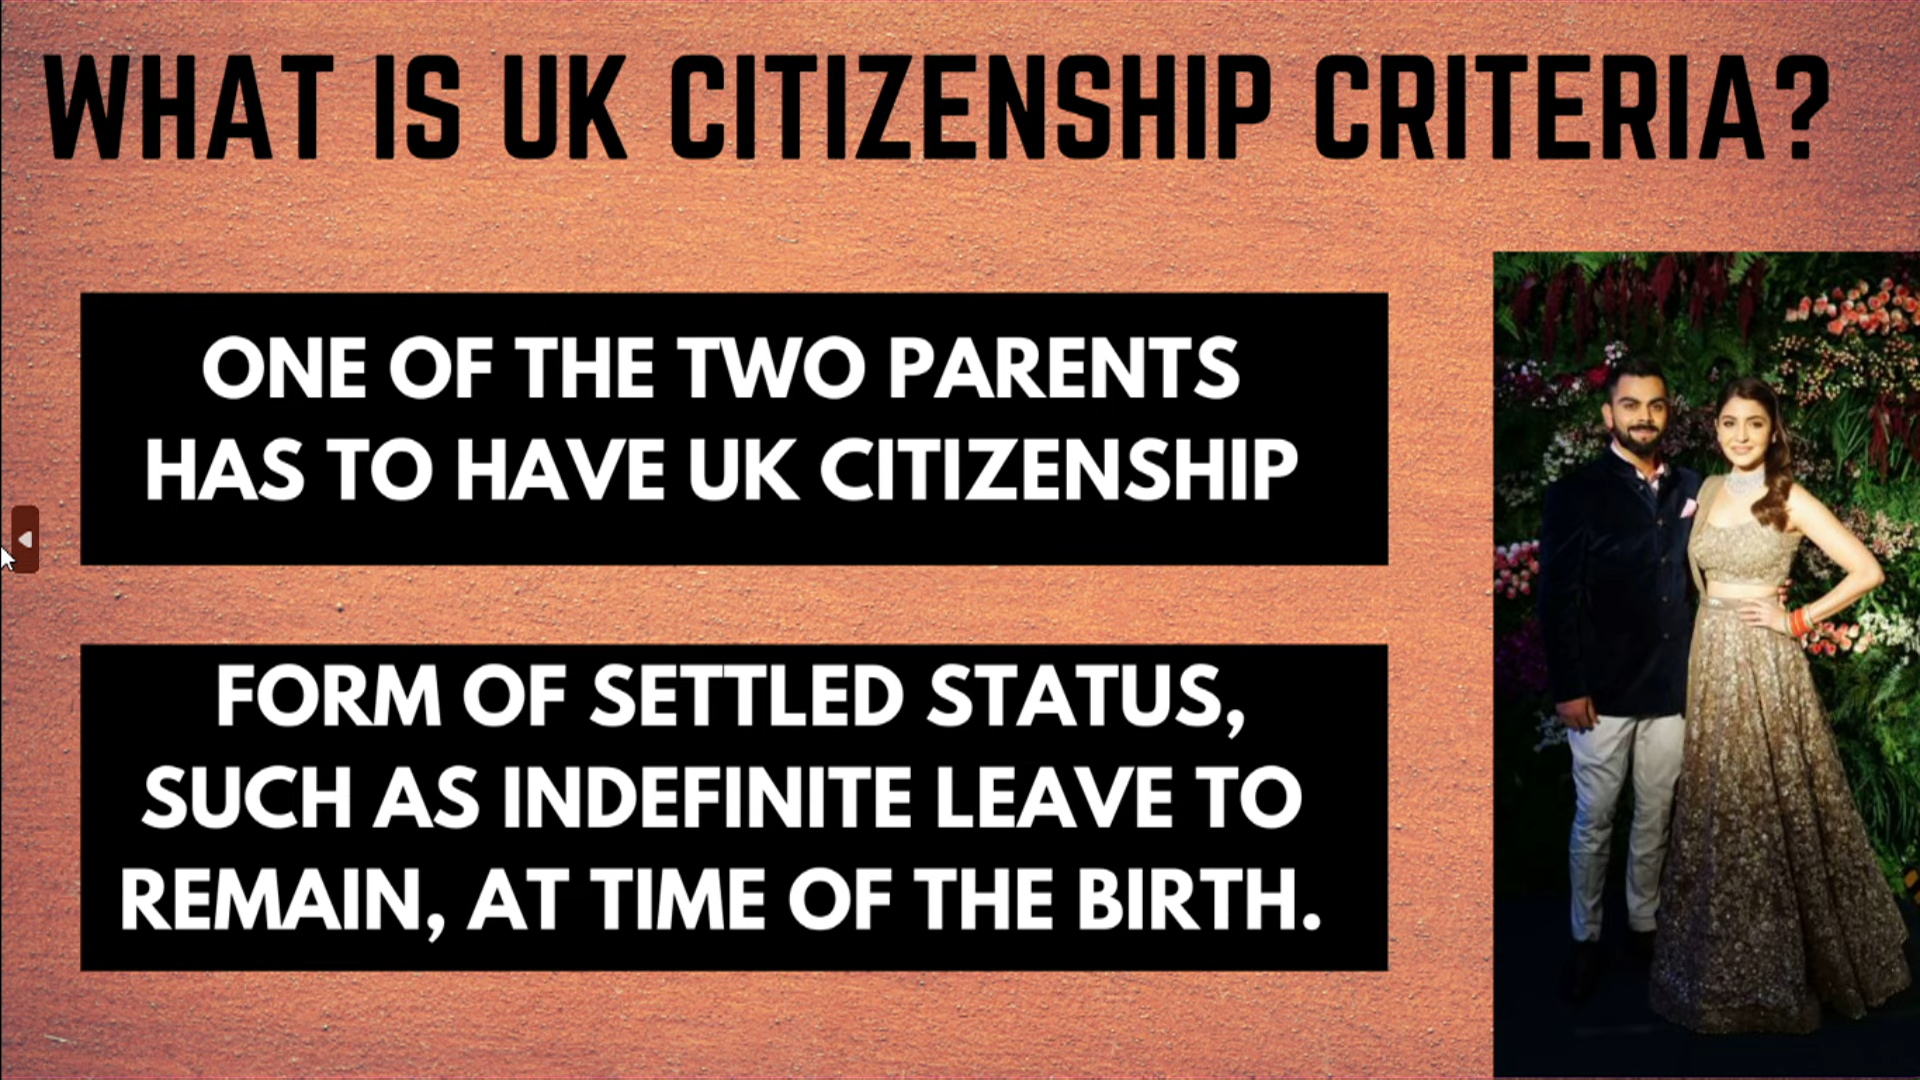 WHAT IS UK CITIZENSHIP CRITERIA?
ONE OF THE TWO PARENTS
HAS TO HAVE UK CITIZENSHIP
FORM OF SETTLED STATUS,
SUCH AS INDEFINITE LEAVE TO
REMAIN, AT TIME OF THE BIRTH.